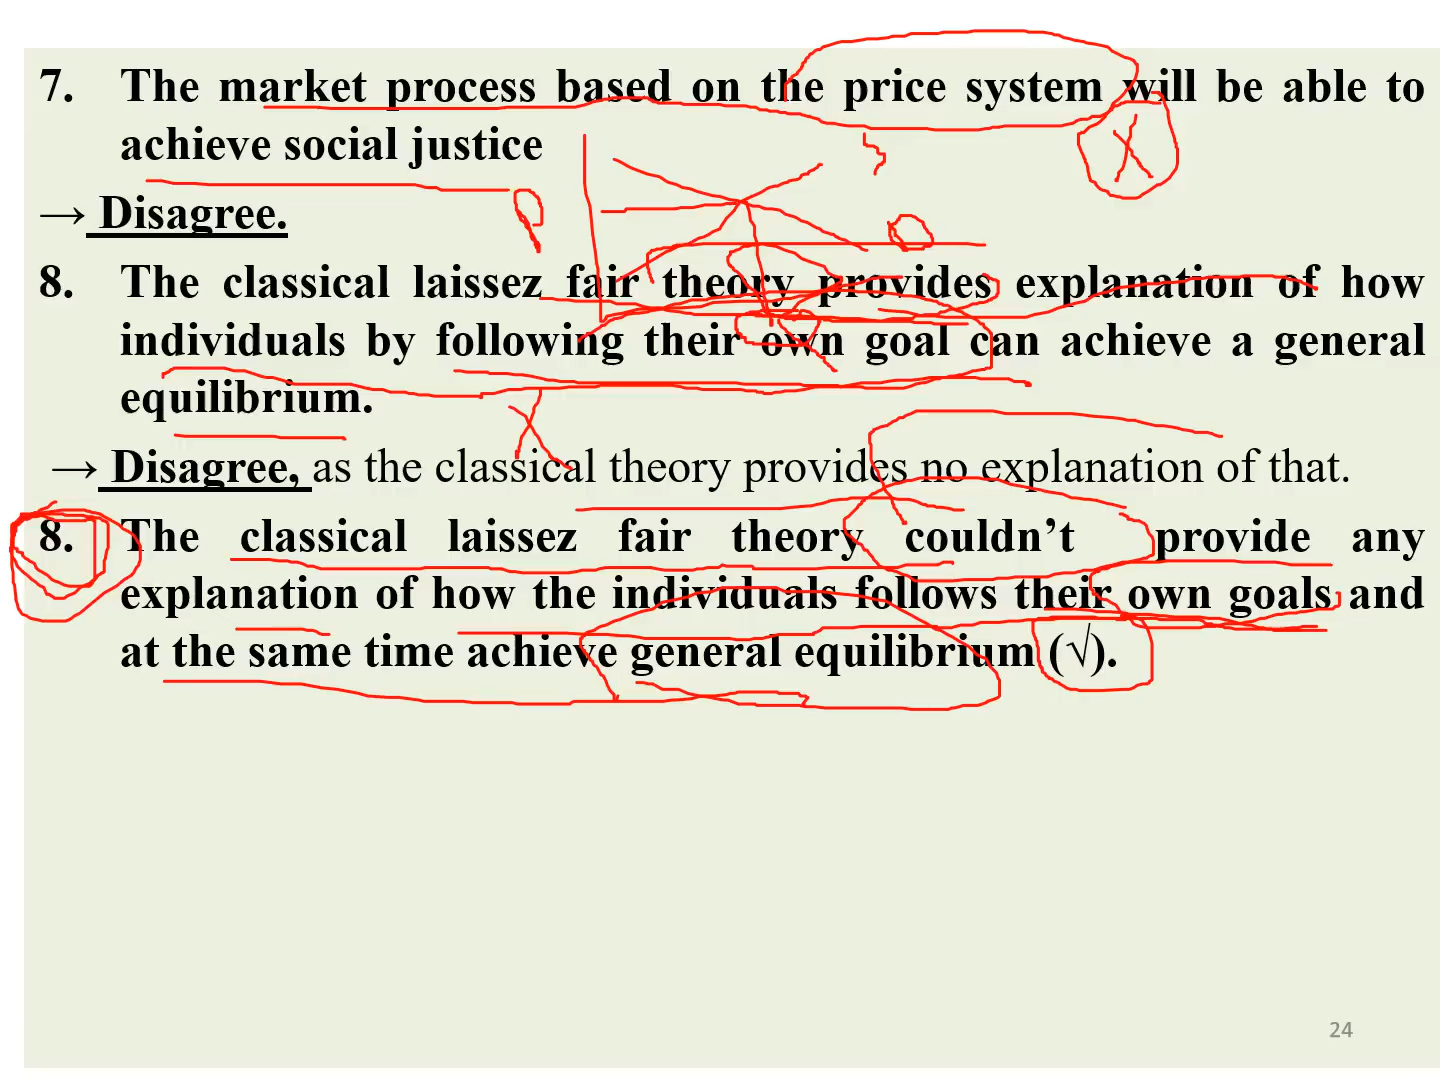 7. The market process based on the price system will be able to
achieve social justice
→ Disagree.
8. The classical laissez fair theory provides explanation of how
individuals by following their own goal can achieve a general
equilibrium.
→ Disagree, as the classical theory provides no explanation of that.
8. The classical laissez fair theory couldn’t provide any
explanation of how the individuals follows their own goals and
at the same time achieve general equilibrium (√).
24